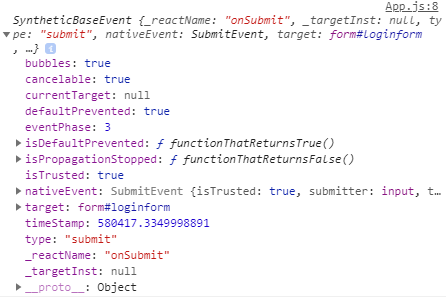 App.js:8
SyntheticBaseEvent {_reactName: "onSubmit", _targetInst: null, ty
pe: "submit", nativeEvent: SubmitEvent, target: form#loginform
, …} i
bubbles: true
cancelable: true
currentTarget: null
defaultPrevented: true
eventPhase: 3
isDefaultPrevented: ƒ functionThatReturnsTrue()
isPropagationStopped: ƒ functionThatReturnsFalse()
isTrusted: true
nativeEvent: SubmitEvent {isTrusted: true, submitter: input, t…
target: form#loginform
timeStamp: 580417.3349998891
type: "submit"
_reactName: "onSubmit"
_targetInst: null
__proto__: Object